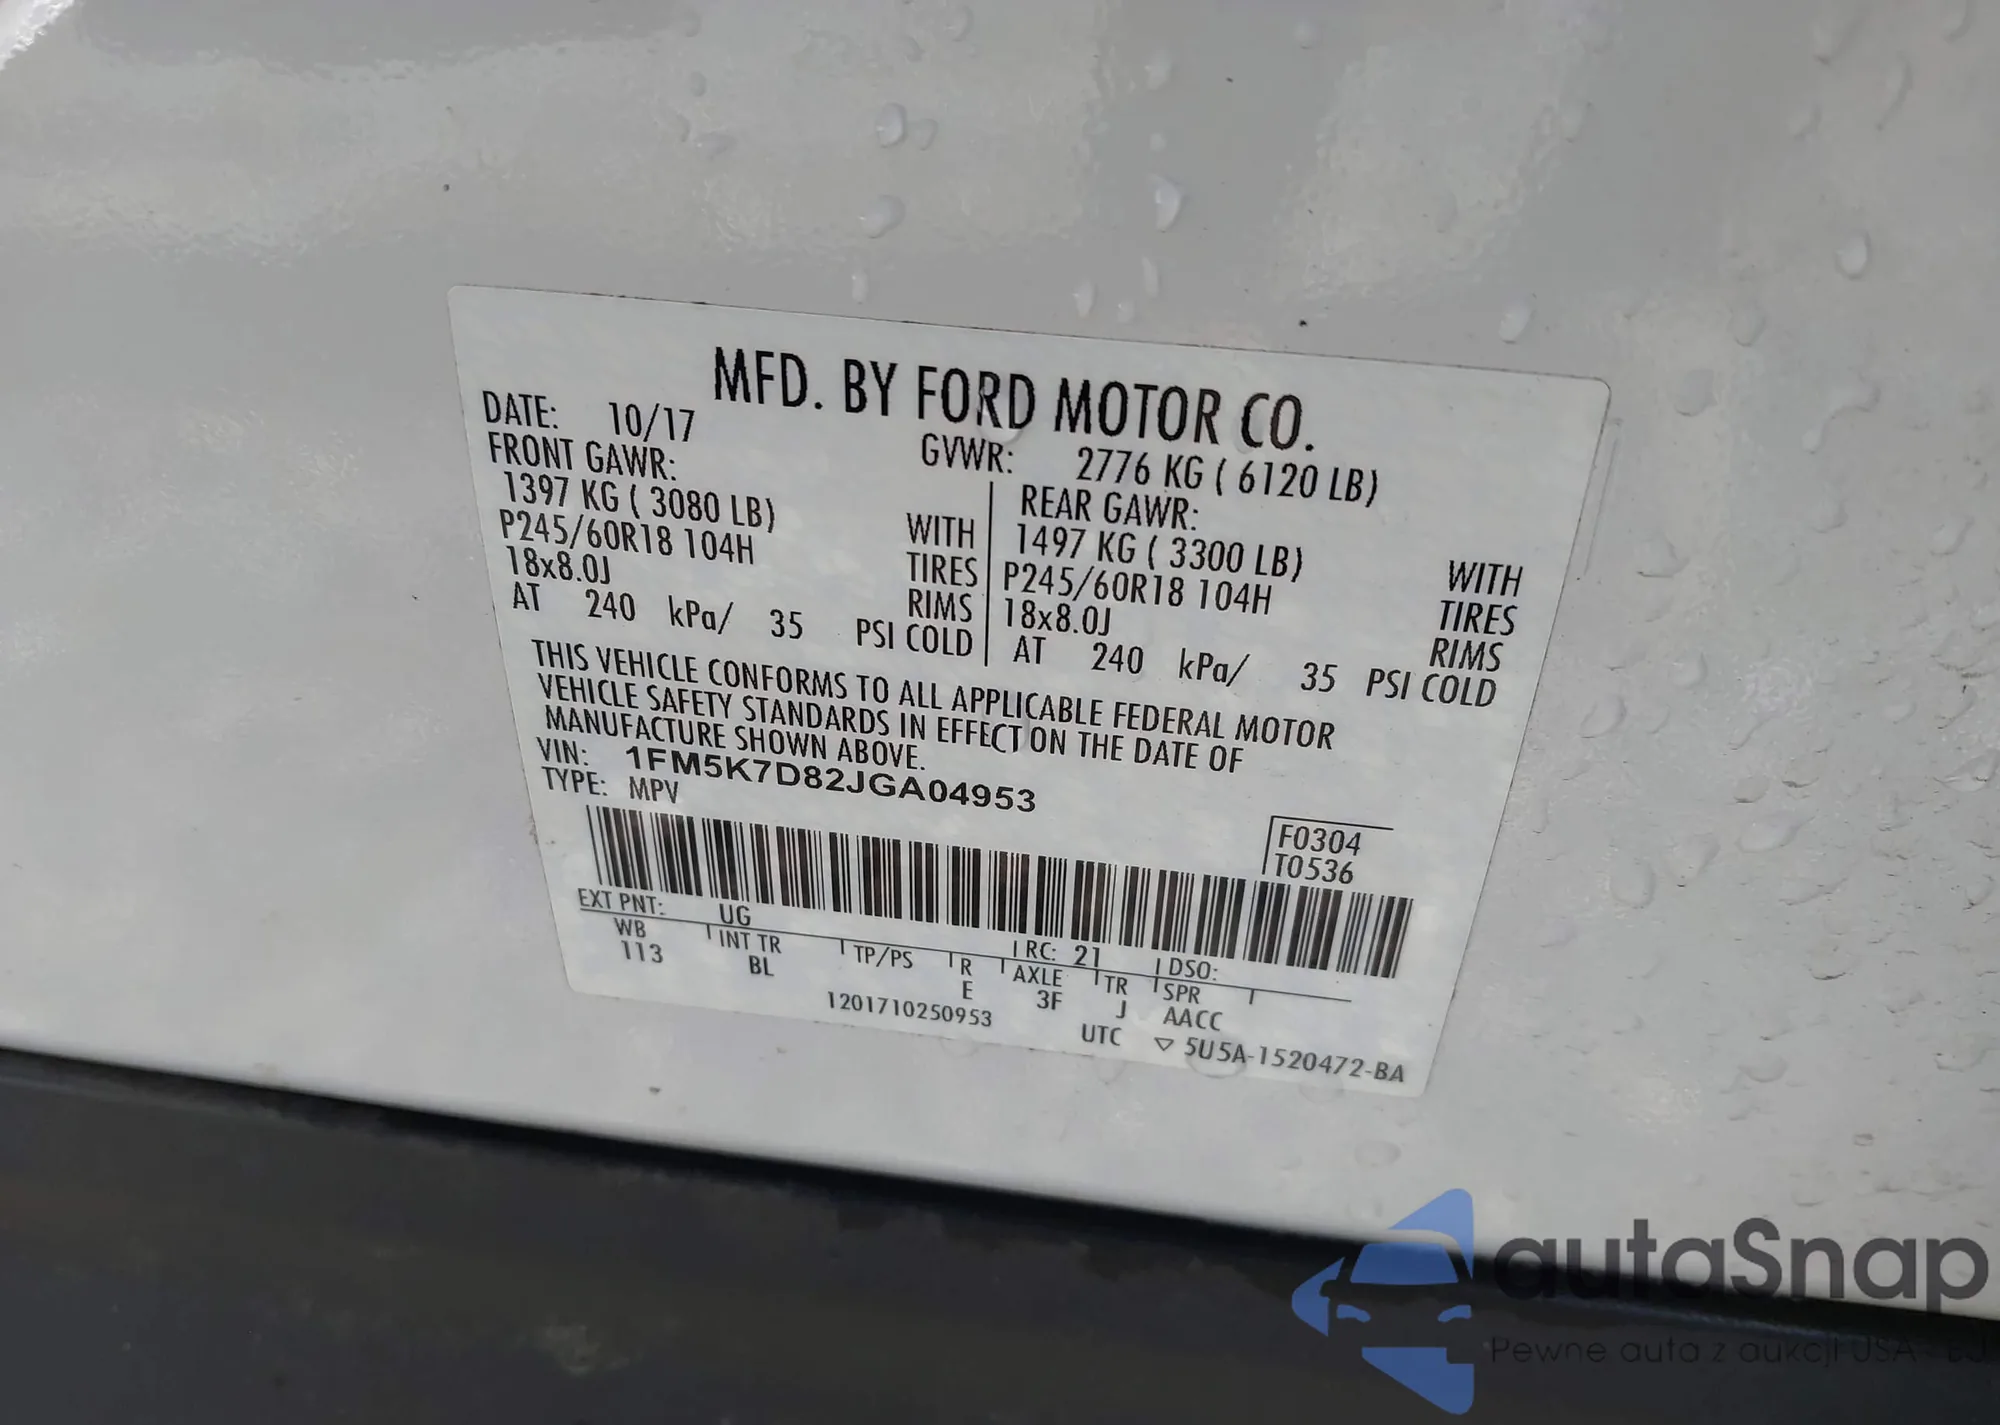 MFD. BY FORD MOTOR CO.
DATE: 10/17 GVWR: 2776 KG ( 6120 LB)
FRONT GAWR: REAR GAWR:
1397 KG ( 3080 LB) WITH 1497 KG ( 3300 LB) WITH
P245/60R18 104H TIRES P245/60R18 104H TIRES
18x8.0J RIMS 18x8.0J RIMS
AT 240 kPa/ 35 PSI COLD AT 240 kPa/ 35 PSI COLD
THIS VEHICLE CONFORMS TO ALL APPLICABLE FEDERAL MOTOR
VEHICLE SAFETY STANDARDS IN EFFECT ON THE DATE OF
MANUFACTURE SHOWN ABOVE.
VIN: 1FM5K7D82JGA04953
TYPE: MPV
F0304
T0536
EXT PNT: UG RC: 21 DSO:
WB INT TR TP/PS R AXLE TR SPR
113 BL E 3F J AACC
1201710250953 UTC ▽ 5U5A-1520472-BA
autaSnap
Pewne auta z aukcji USA - EU